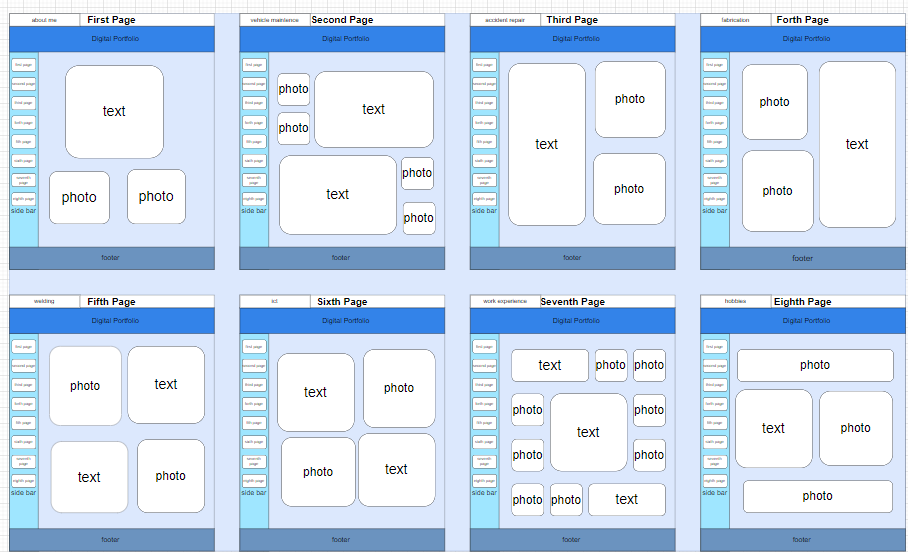 about me
First Page
Digital Portfolio
first page
second page
third page
forth page
fifth page
sixth page
seventh
page
eighth page
side bar
text
photo
photo
footer
vehicle maintence
Second Page
Digital Portfolio
first page
second page
third page
forth page
fifth page
sixth page
seventh
page
eighth page
side bar
photo
text
photo
text
photo
photo
footer
accident repair
Third Page
Digital Portfolio
first page
second page
third page
forth page
fifth page
sixth page
seventh
page
eighth page
side bar
text
photo
photo
footer
fabrication
Forth Page
Digital Portfolio
first page
second page
third page
forth page
fifth page
sixth page
seventh
page
eighth page
side bar
photo
text
photo
footer
welding
Fifth Page
Digital Portfolio
first page
second page
third page
forth page
fifth page
sixth page
seventh
page
eighth page
side bar
photo
text
text
photo
footer
ict
Sixth Page
Digital Portfolio
first page
second page
third page
forth page
fifth page
sixth page
seventh
page
eighth page
side bar
text
photo
photo
text
footer
work experience
Seventh Page
Digital Portfolio
first page
second page
third page
forth page
fifth page
sixth page
seventh
page
eighth page
side bar
text
photo
photo
photo
text
photo
photo
photo
photo
photo
text
footer
hobbies
Eighth Page
Digital Portfolio
first page
second page
third page
forth page
fifth page
sixth page
seventh
page
eighth page
side bar
photo
text
photo
photo
footer